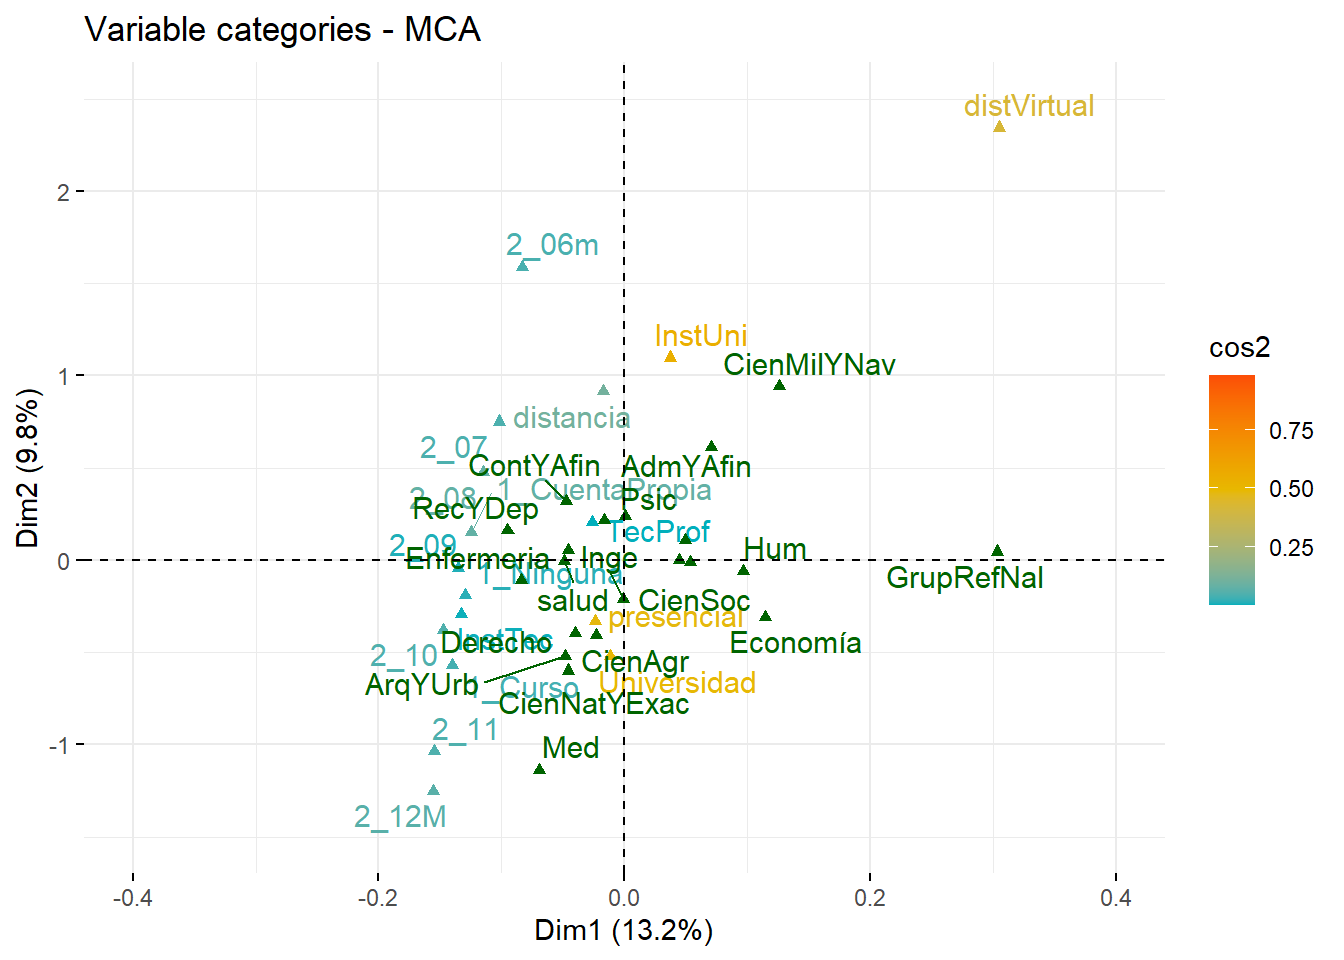 Variable categories - MCA
distVirtual
2
2_06m
InstUni
cos2
CienMilYNav
1
distancia
0.75
2_07
ContYAfin
AdmYAfin
2_08
1_CuentaPropia
0.50
Psic
RecYDep
TecProf
Dim2 (9.8%)
2_09
Hum
0.25
0
Enfermeria
Inge
1_Ninguna
GrupRefNal
salud
CienSoc
presencial
InstTec
Derecho
Economía
2_10
CienAgr
ArqYUrb
1_Curso
Universidad
CienNatYExac
2_11
-1
Med
2_12M
-0.4
-0.2
0.0
0.2
0.4
Dim1 (13.2%)